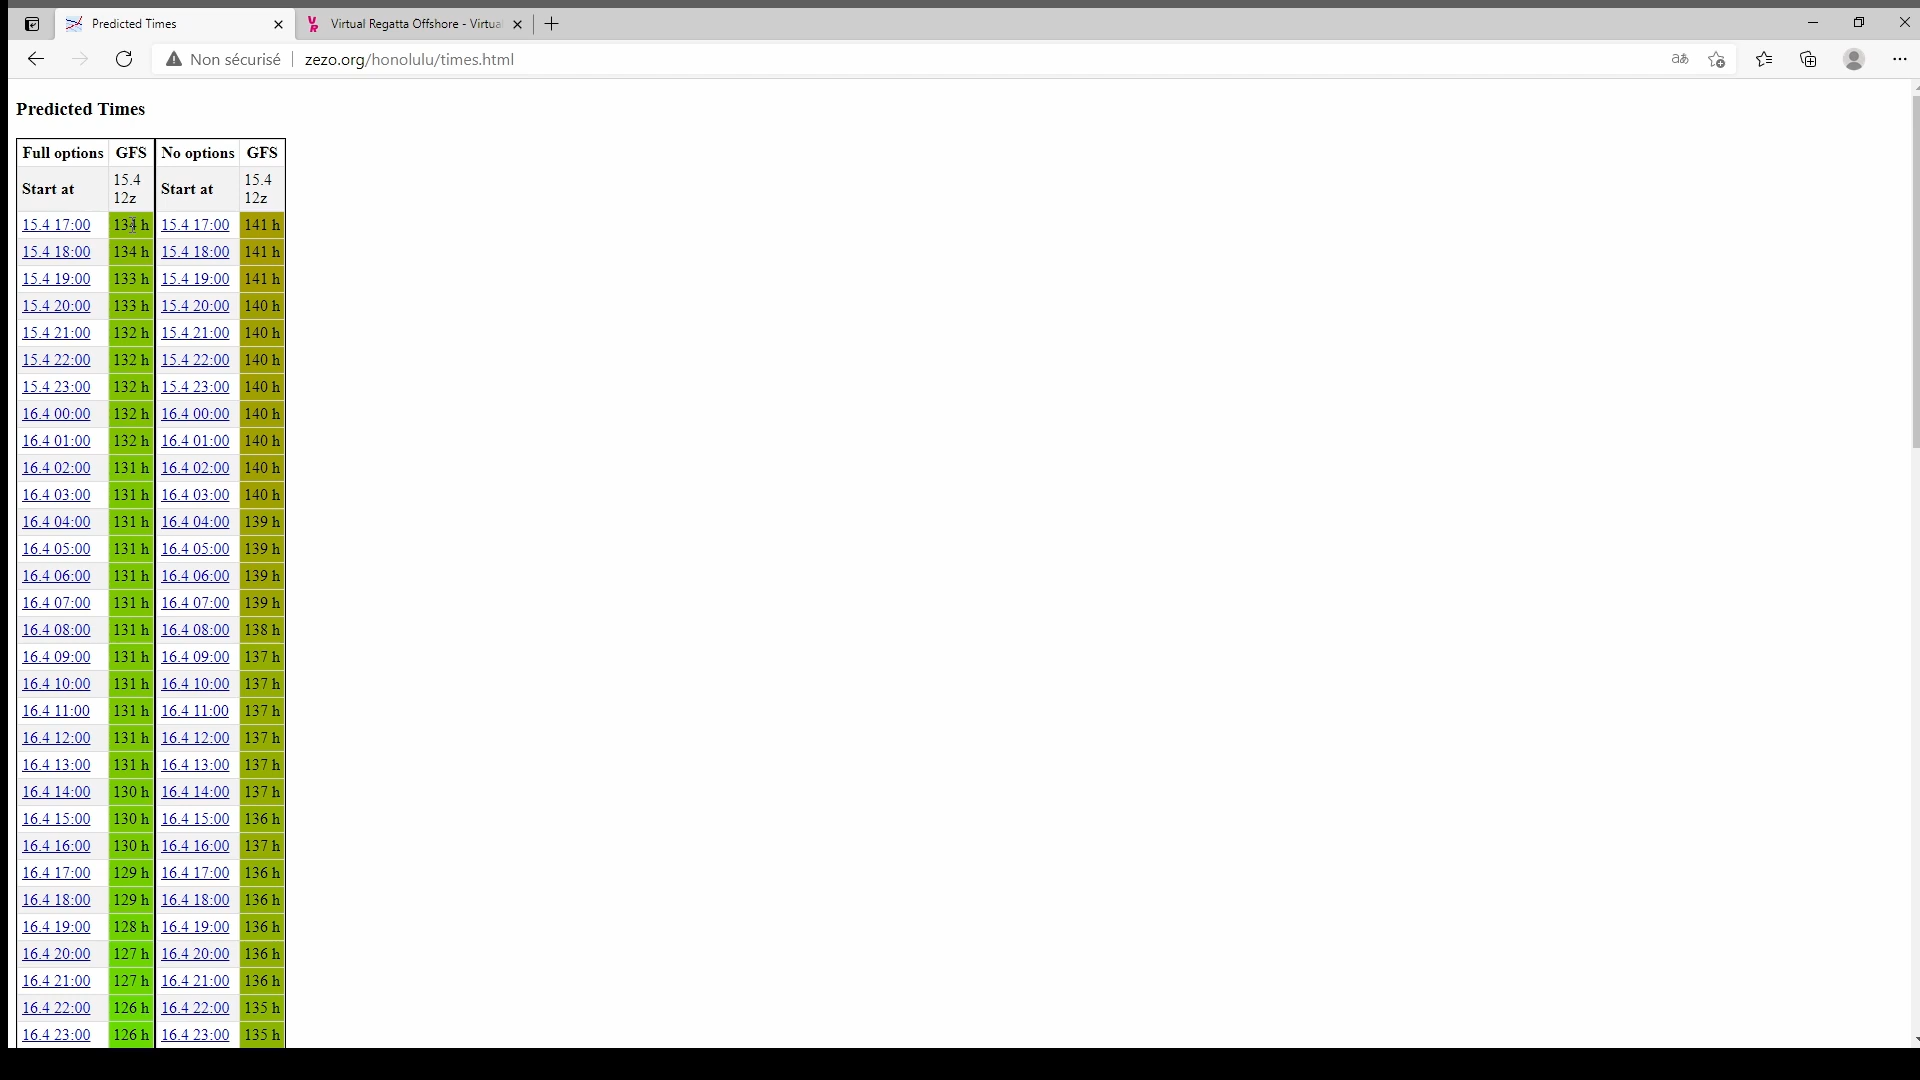 Predicted Times
Virtual Regatta Offshore - Virtua
Non sécurisé
zezo.org/honolulu/times.html
aあ
Predicted Times
Full options GFS No options GFS
Start at 15.4 12z Start at 15.4 12z
15.4 17:00 h 15.4 17:00 141 h
15.4 18:00 134 h 15.4 18:00 141 h
15.4 19:00 133 h 15.4 19:00 141 h
15.4 20:00 133 h 15.4 20:00 140 h
15.4 21:00 132 h 15.4 21:00 140 h
15.4 22:00 132 h 15.4 22:00 140 h
15.4 23:00 132 h 15.4 23:00 140 h
16.4 00:00 132 h 16.4 00:00 140 h
16.4 01:00 132 h 16.4 01:00 140 h
16.4 02:00 131 h 16.4 02:00 140 h
16.4 03:00 131 h 16.4 03:00 140 h
16.4 04:00 131 h 16.4 04:00 139 h
16.4 05:00 131 h 16.4 05:00 139 h
16.4 06:00 131 h 16.4 06:00 139 h
16.4 07:00 131 h 16.4 07:00 139 h
16.4 08:00 131 h 16.4 08:00 138 h
16.4 09:00 131 h 16.4 09:00 137 h
16.4 10:00 131 h 16.4 10:00 137 h
16.4 11:00 131 h 16.4 11:00 137 h
16.4 12:00 131 h 16.4 12:00 137 h
16.4 13:00 131 h 16.4 13:00 137 h
16.4 14:00 130 h 16.4 14:00 137 h
16.4 15:00 130 h 16.4 15:00 136 h
16.4 16:00 130 h 16.4 16:00 137 h
16.4 17:00 129 h 16.4 17:00 136 h
16.4 18:00 129 h 16.4 18:00 136 h
16.4 19:00 128 h 16.4 19:00 136 h
16.4 20:00 127 h 16.4 20:00 136 h
16.4 21:00 127 h 16.4 21:00 136 h
16.4 22:00 126 h 16.4 22:00 135 h
16.4 23:00 126 h 16.4 23:00 135 h